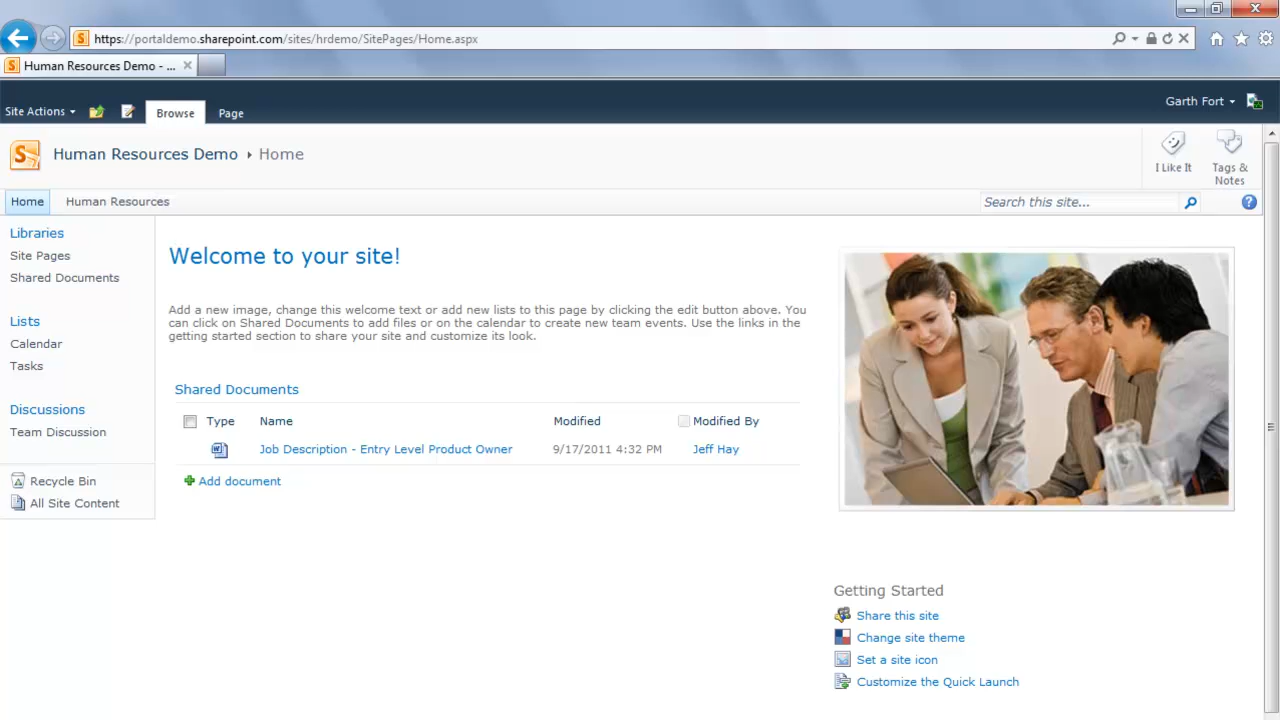 https://portaldemo.sharepoint.com/sites/hrdemo/SitePages/Home.aspx
Human Resources Demo - ...
Site Actions
Browse
Page
Garth Fort
Human Resources Demo
Home
I Like It
Tags &
Notes
Home
Human Resources
Search this site...
Libraries
Site Pages
Shared Documents
Lists
Calendar
Tasks
Discussions
Team Discussion
Recycle Bin
All Site Content
Welcome to your site!
Add a new image, change this welcome text or add new lists to this page by clicking the edit button above. You
can click on Shared Documents to add files or on the calendar to create new team events. Use the links in the
getting started section to share your site and customize its look.
Shared Documents
Type Name Modified Modified By
Job Description - Entry Level Product Owner 9/17/2011 4:32 PM Jeff Hay
Add document
Getting Started
Share this site
Change site theme
Set a site icon
Customize the Quick Launch